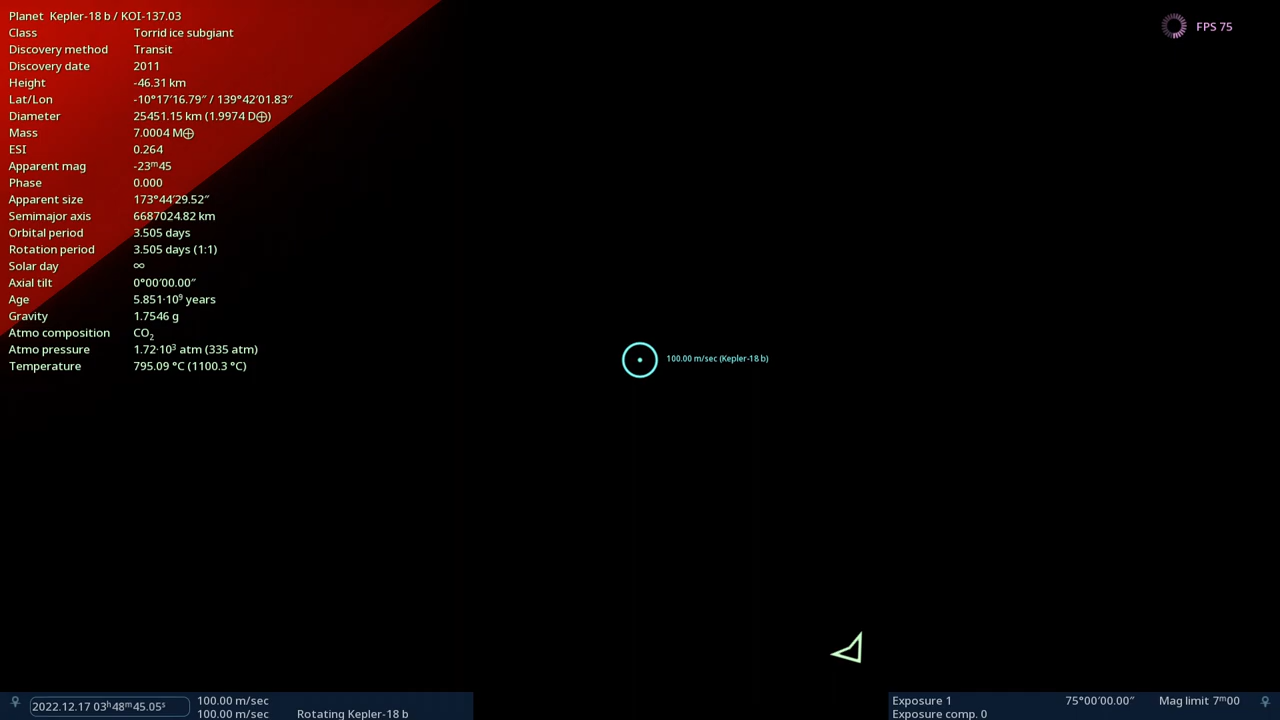 Planet Kepler-18 b / KOI-137.03
Class Torrid ice subgiant
Discovery method Transit
Discovery date 2011
Height -46.31 km
Lat/Lon -10°17′16.79″ / 139°42′01.83″
Diameter 25451.15 km (1.9974 D⊕)
Mass 7.0004 M⊕
ESI 0.264
Apparent mag -23ᵐ45
Phase 0.000
Apparent size 173°44′29.52″
Semimajor axis 6687024.82 km
Orbital period 3.505 days
Rotation period 3.505 days (1:1)
Solar day ∞
Axial tilt 0°00′00.00″
Age 5.851·10⁹ years
Gravity 1.7546 g
Atmo composition CO₂
Atmo pressure 1.72·10³ atm (335 atm)
Temperature 795.09 °C (1100.3 °C)
FPS 75
100.00 m/sec (Kepler-18 b)
2022.12.17 03ʰ48ᵐ45.05ˢ
100.00 m/sec
100.00 m/sec Rotating Kepler-18 b
Exposure 1 75°00′00.00″ Mag limit 7ᵐ00
Exposure comp. 0